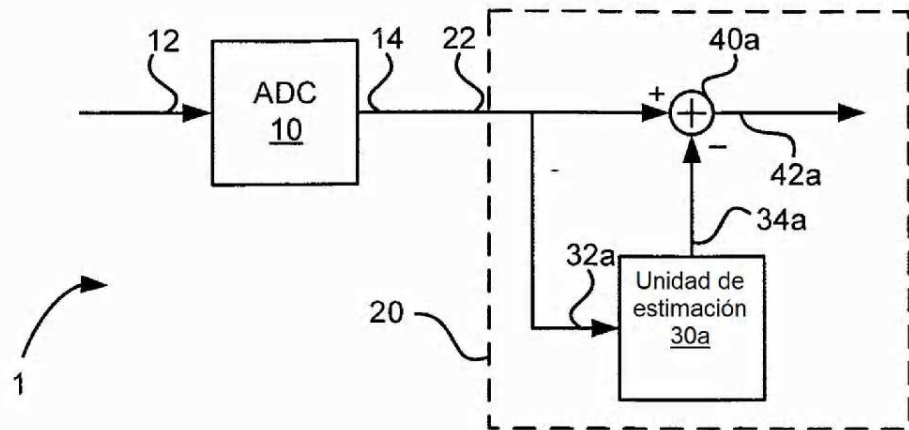 12
14
22
40a
ADC
10
+
−
42a
34a
32a
Unidad de
estimación
30a
20
1